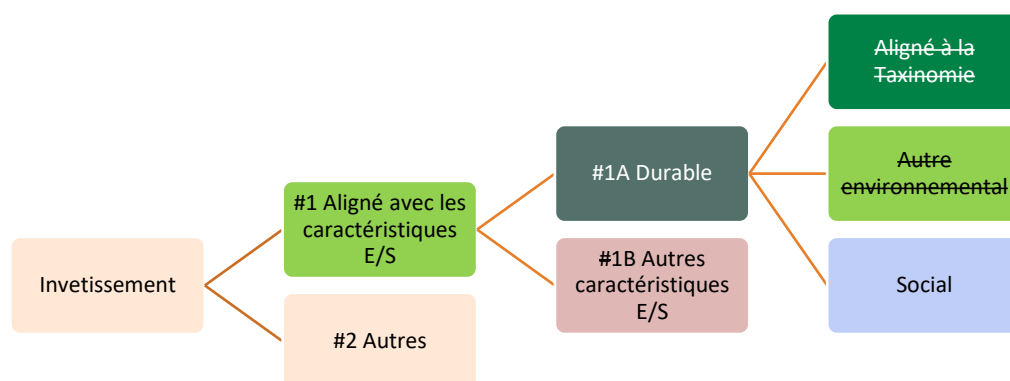 Aligné à la
Taxinomie
Autre
environnemental
#1A Durable
#1 Aligné avec les
caractéristiques
E/S
#1B Autres
caractéristiques
E/S
Invetissement
Social
#2 Autres